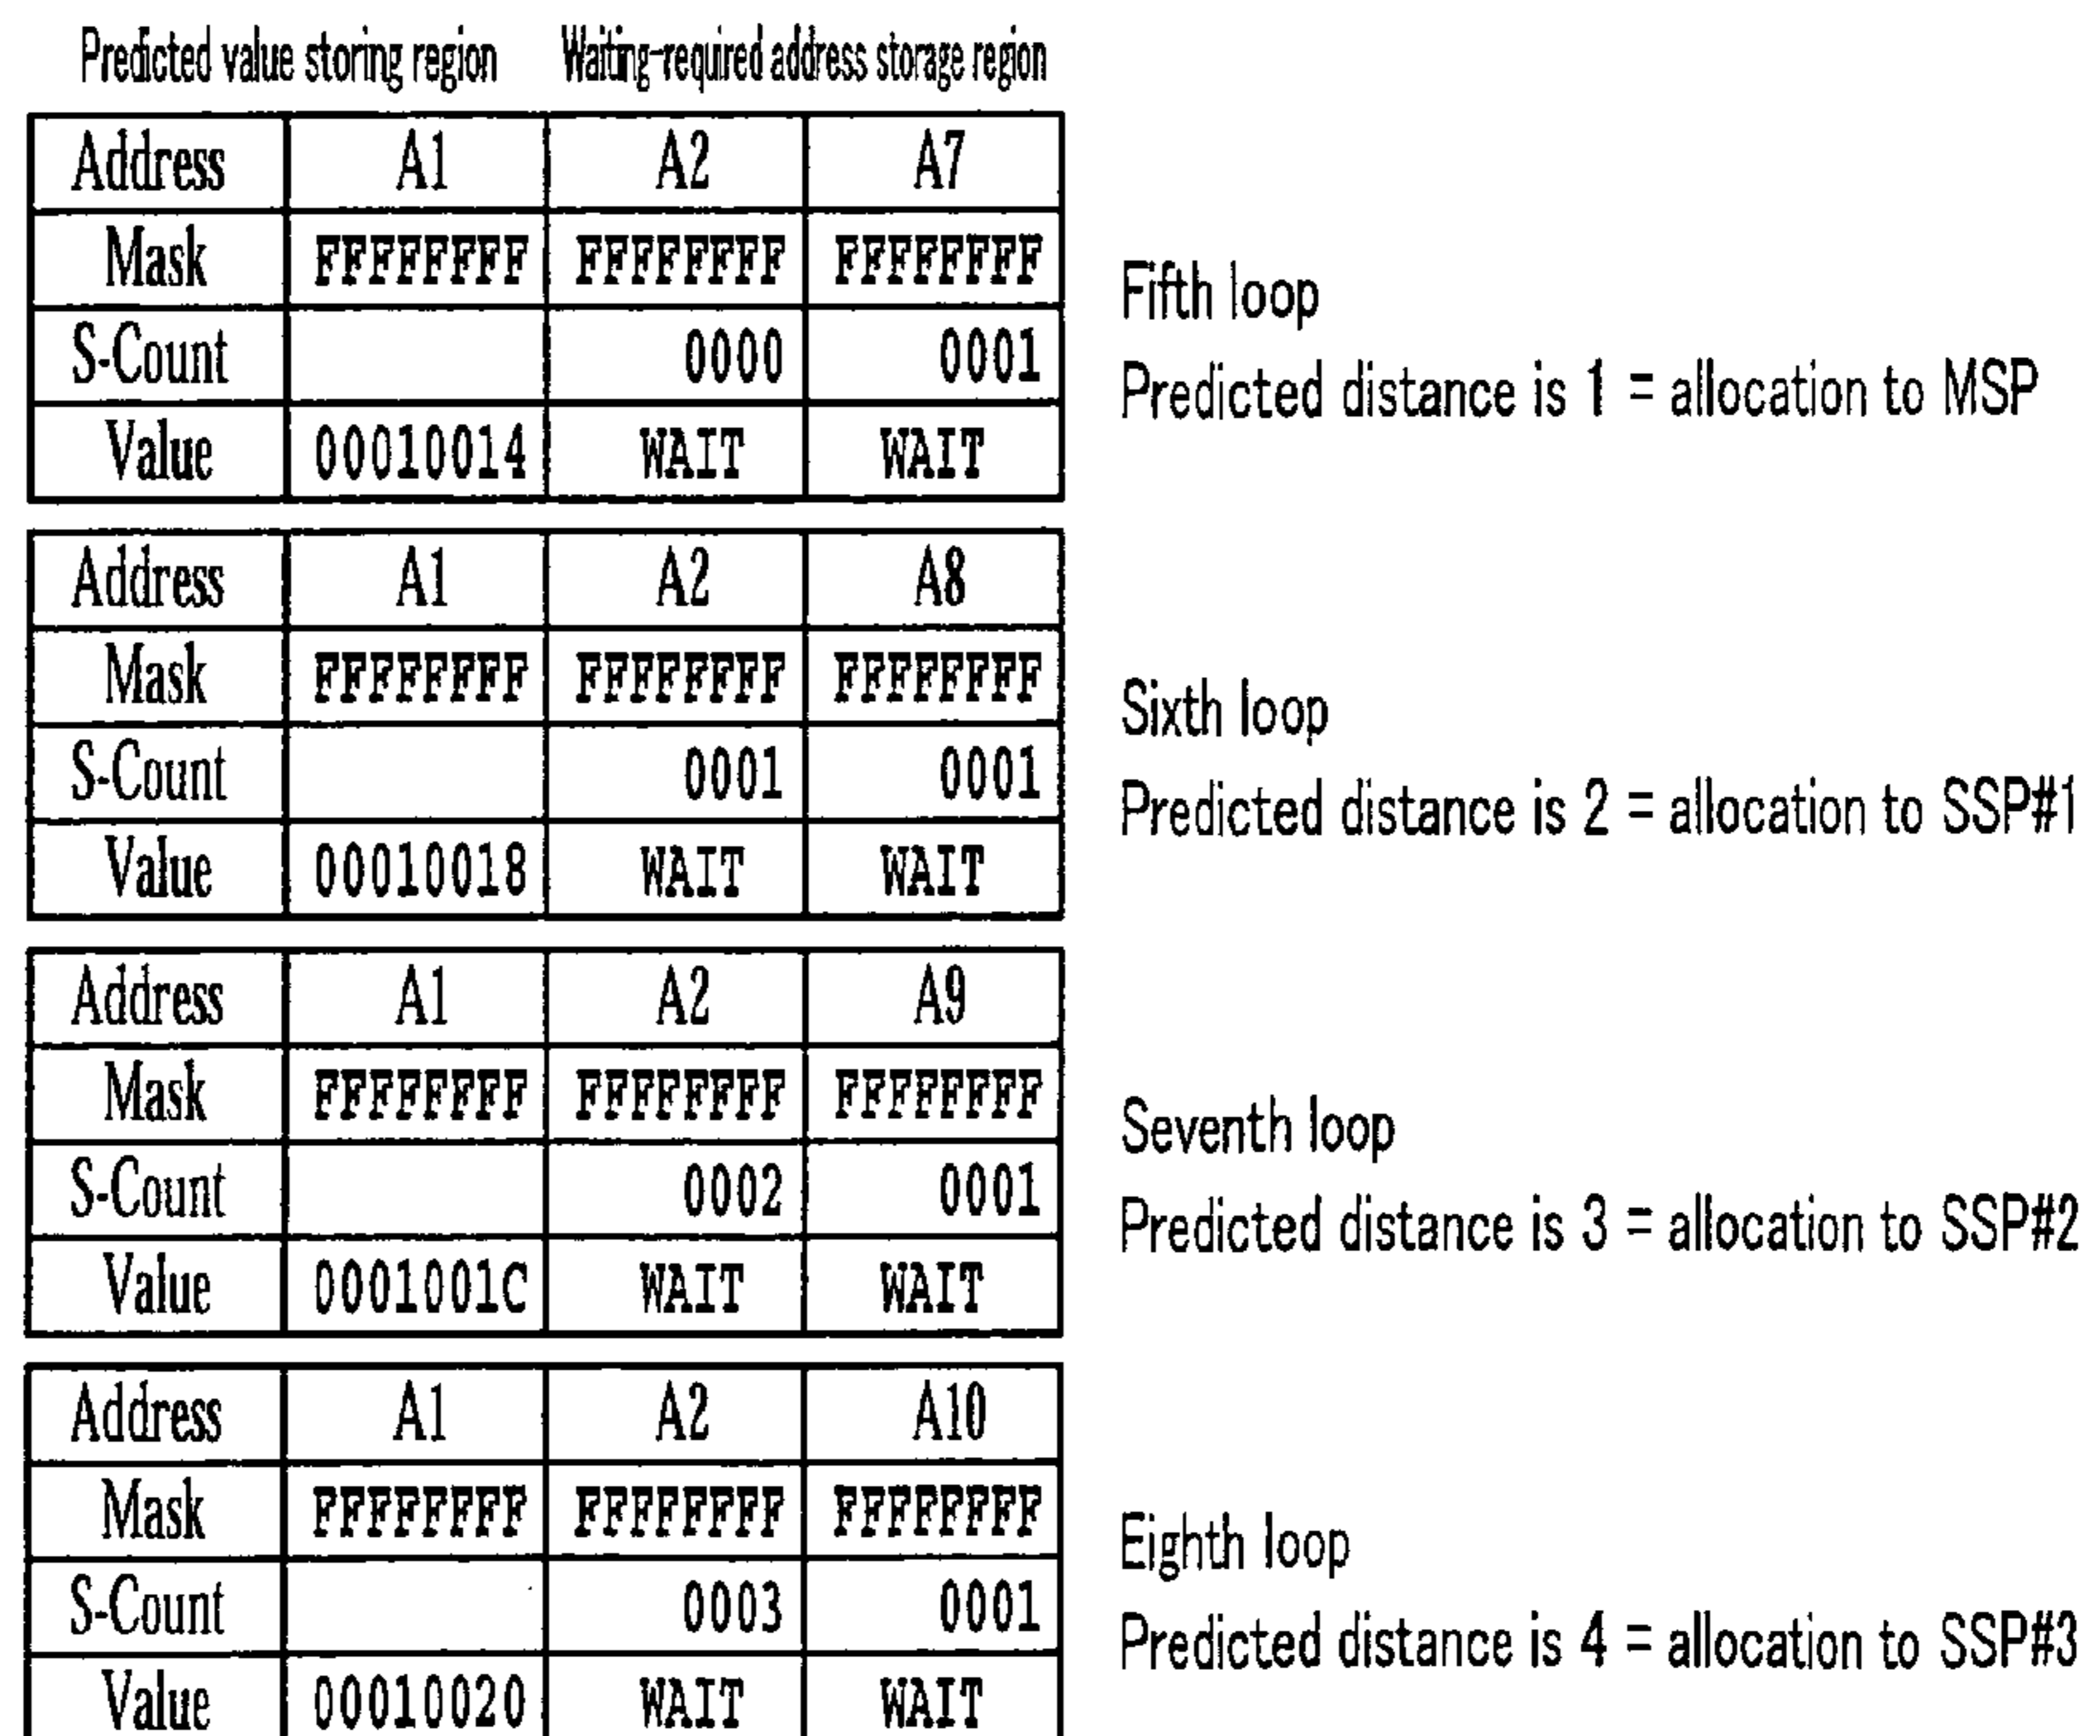 Predicted value storing region Waiting-required address storage region
Address A1 A2 A7
Mask FFFFFFFF FFFFFFFF FFFFFFFF
S-Count 0000 0001
Value 00010014 WAIT WAIT
Fifth loop
Predicted distance is 1 = allocation to MSP
Address A1 A2 A8
Mask FFFFFFFF FFFFFFFF FFFFFFFF
S-Count 0001 0001
Value 00010018 WAIT WAIT
Sixth loop
Predicted distance is 2 = allocation to SSP#1
Address A1 A2 A9
Mask FFFFFFFF FFFFFFFF FFFFFFFF
S-Count 0002 0001
Value 0001001C WAIT WAIT
Seventh loop
Predicted distance is 3 = allocation to SSP#2
Address A1 A2 A10
Mask FFFFFFFF FFFFFFFF FFFFFFFF
S-Count 0003 0001
Value 00010020 WAIT WAIT
Eighth loop
Predicted distance is 4 = allocation to SSP#3